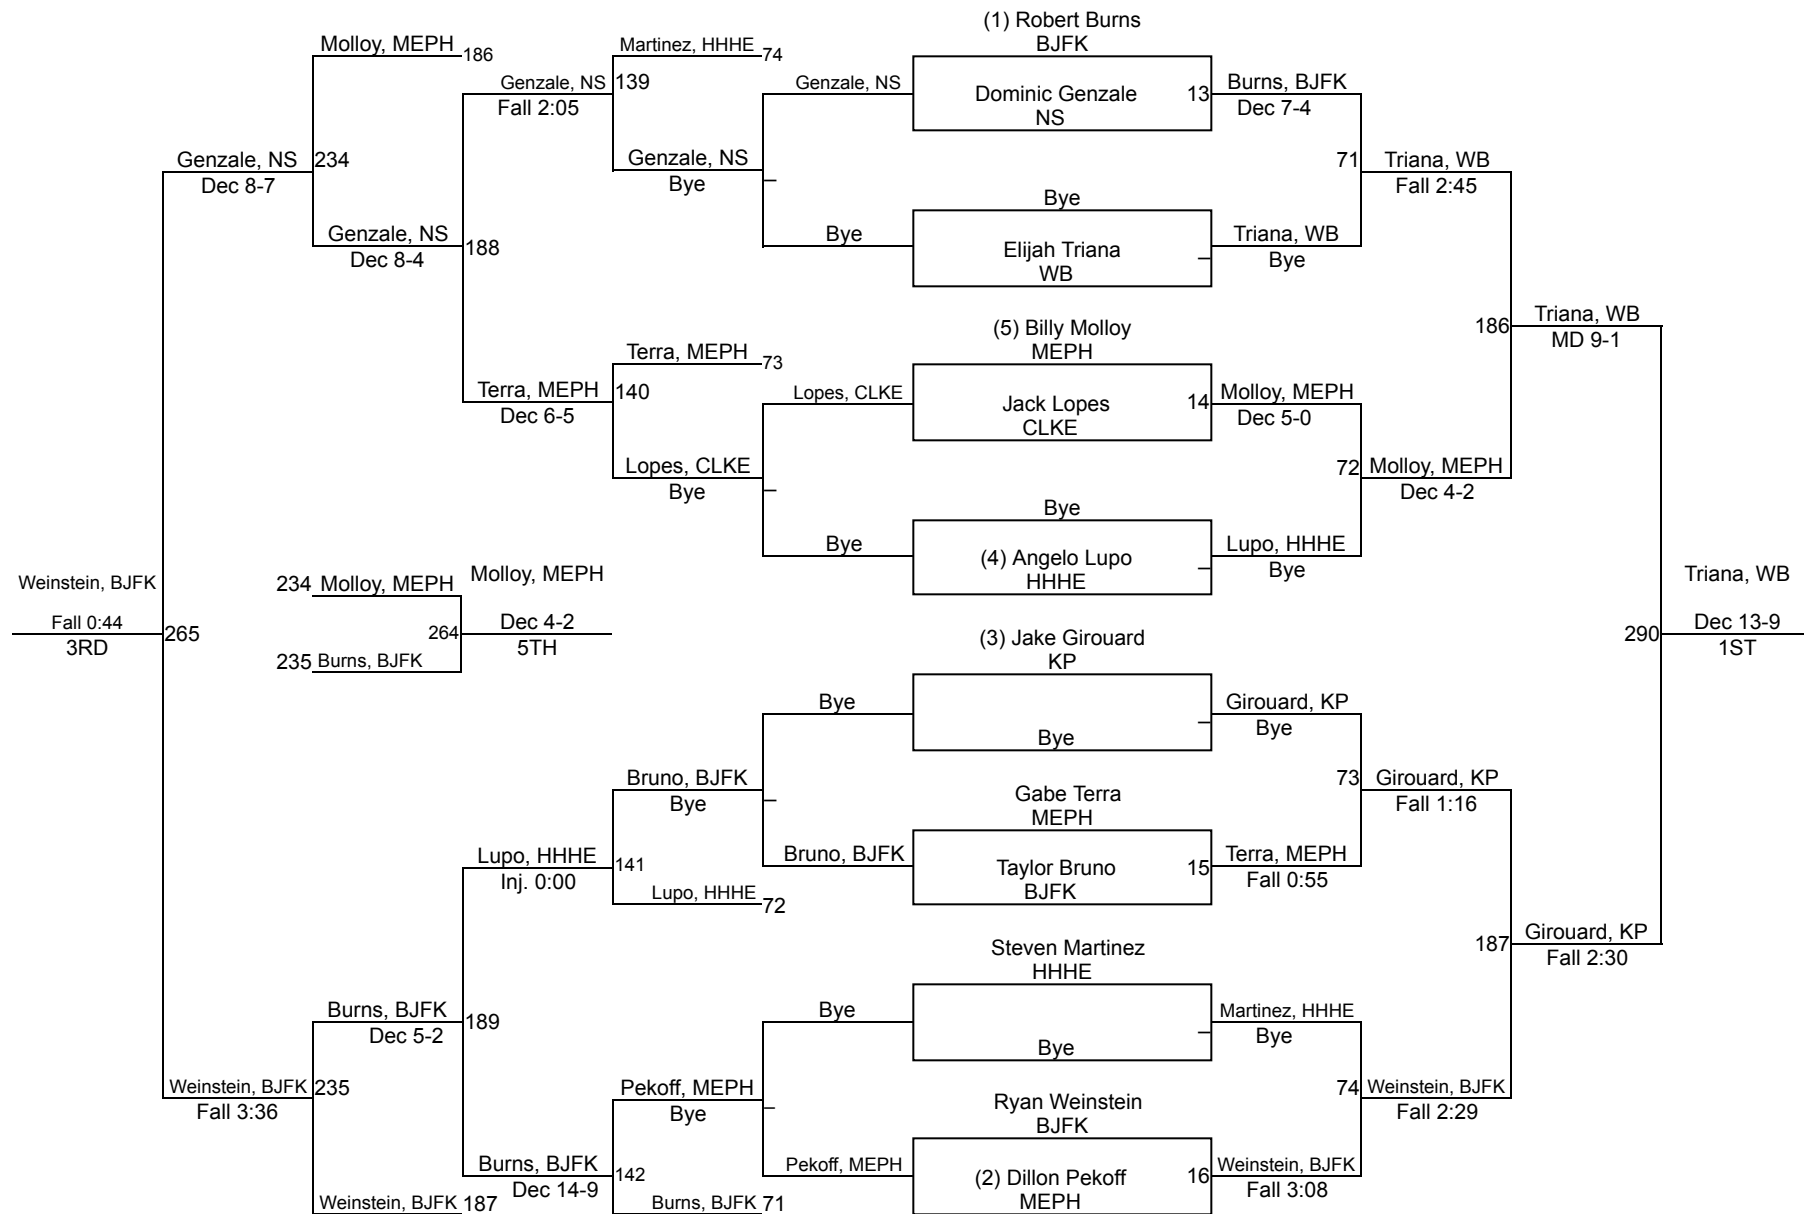 (1) Robert Burns
BJFK
Molloy, MEPH
186
Martinez, HHHE
74
Genzale, NS
139
Fall 2:05
Genzale, NS
Dominic Genzale
NS
13
Burns, BJFK
Dec 7-4
Genzale, NS
234
Dec 8-7
Genzale, NS
Bye
71
Triana, WB
Fall 2:45
Genzale, NS
188
Dec 8-4
Bye
Bye
Elijah Triana
WB
Triana, WB
Bye
(5) Billy Molloy
MEPH
186
Triana, WB
MD 9-1
Terra, MEPH
73
Terra, MEPH
140
Dec 6-5
Lopes, CLKE
Jack Lopes
CLKE
14
Molloy, MEPH
Dec 5-0
Lopes, CLKE
Bye
72
Molloy, MEPH
Dec 4-2
Bye
Bye
(4) Angelo Lupo
HHHE
Lupo, HHHE
Bye
Weinstein, BJFK
Fall 0:44
3RD
265
234
Molloy, MEPH
Molloy, MEPH
264
Dec 4-2
5TH
235
Burns, BJFK
Triana, WB
290
Dec 13-9
1ST
(3) Jake Girouard
KP
Bye
Bye
Girouard, KP
Bye
Bruno, BJFK
Bye
73
Girouard, KP
Fall 1:16
Gabe Terra
MEPH
Lupo, HHHE
141
Inj. 0:00
Bruno, BJFK
Taylor Bruno
BJFK
15
Terra, MEPH
Fall 0:55
Lupo, HHHE
72
187
Girouard, KP
Fall 2:30
Steven Martinez
HHHE
Burns, BJFK
189
Dec 5-2
Bye
Bye
Martinez, HHHE
Bye
Weinstein, BJFK
235
Fall 3:36
Pekoff, MEPH
Bye
74
Weinstein, BJFK
Fall 2:29
Ryan Weinstein
BJFK
Burns, BJFK
142
Dec 14-9
Pekoff, MEPH
(2) Dillon Pekoff
MEPH
16
Weinstein, BJFK
Fall 3:08
Weinstein, BJFK
187
Burns, BJFK
71